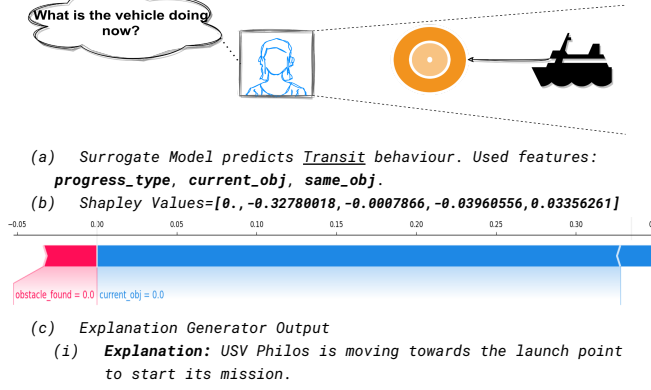 What is the vehicle doing
now?
(a) Surrogate Model predicts Transit behaviour. Used features:
progress_type, current_obj, same_obj.
(b) Shapley Values=[0.,-0.32780018,-0.0007866,-0.03960556,0.03356261]
−0.05 0.00 0.05 0.10 0.15 0.20 0.25 0.30
obstacle_found = 0.0 current_obj = 0.0
(c) Explanation Generator Output
(i) Explanation: USV Philos is moving towards the launch point
to start its mission.